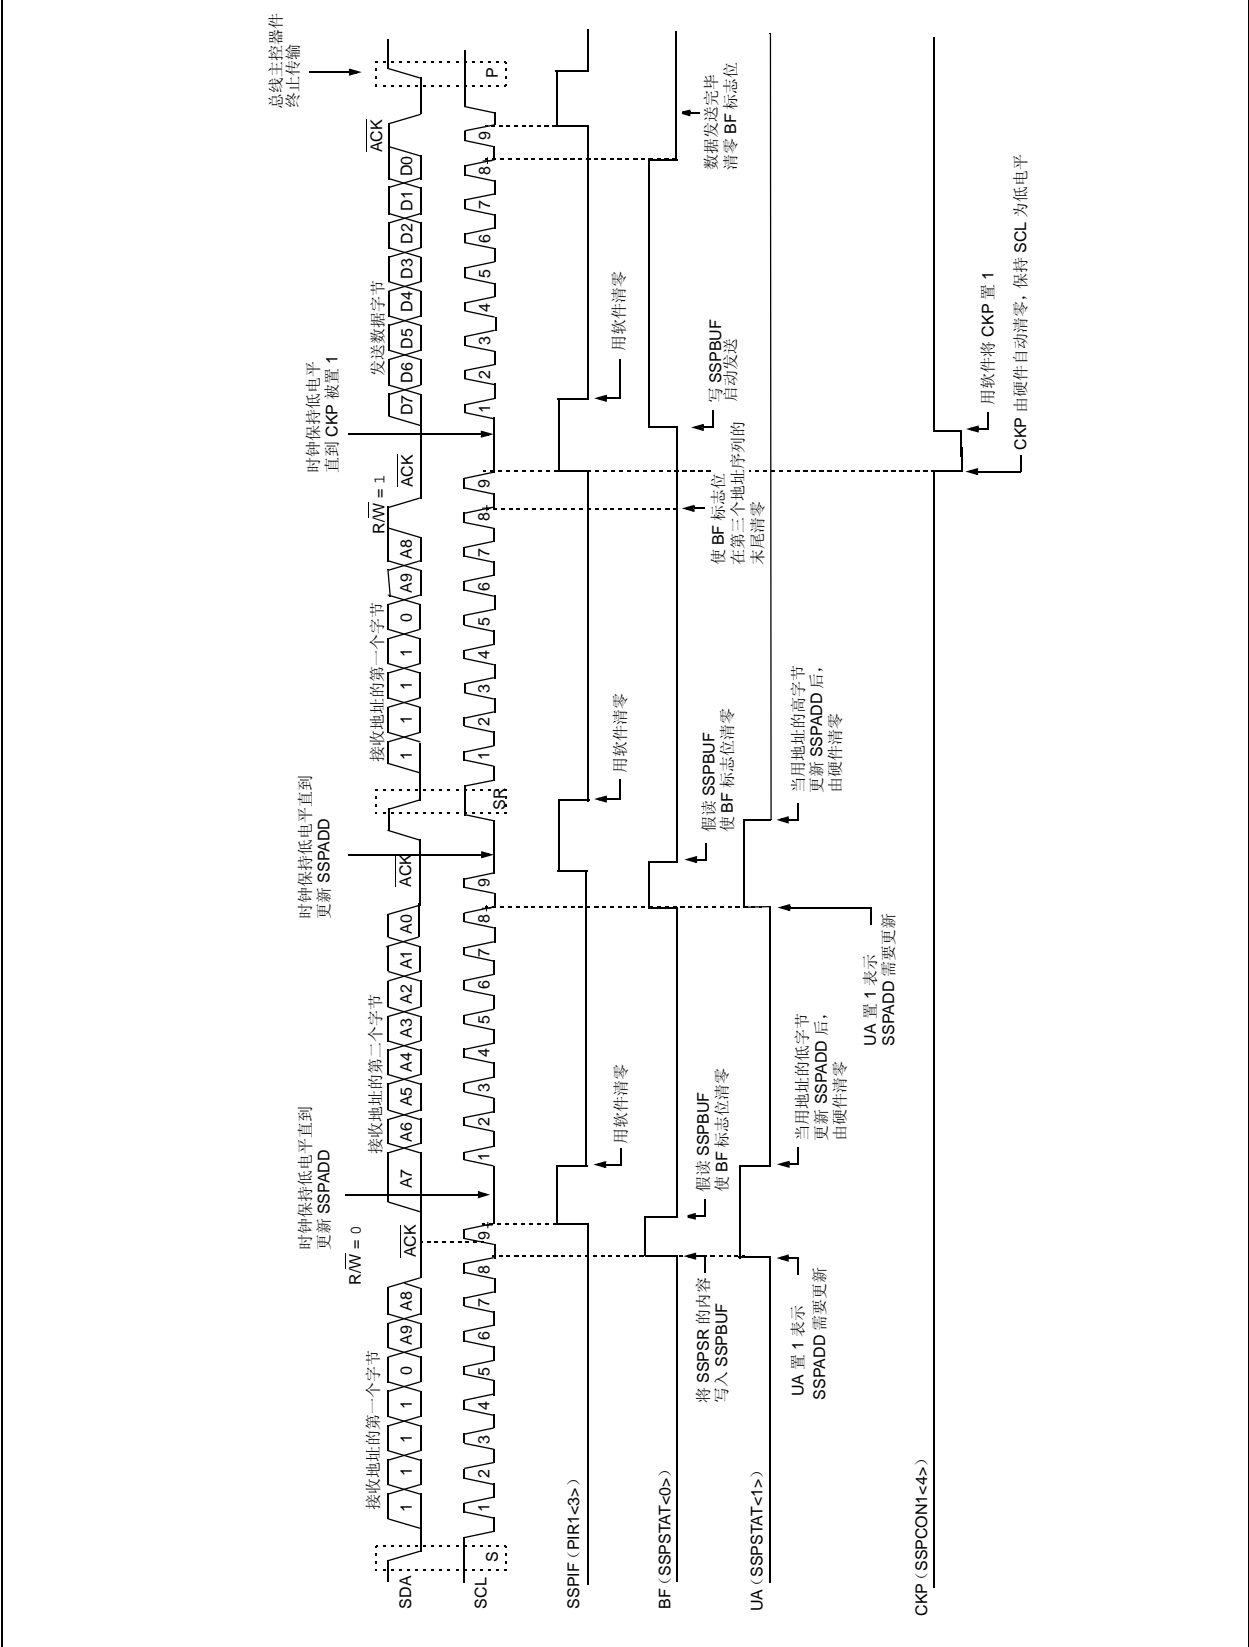 总线主控器件
终止传输
时钟保持低电平
直到 CKP 被置 1
时钟保持低电平直到
更新 SSPADD
时钟保持低电平直到
更新 SSPADD
R/W = 0
R/W = 1
接收地址的第一个字节
接收地址的第二个字节
接收地址的第一个字节
发送数据字节
SDA
1 1 1 1 0 A9 A8 ACK A7 A6 A5 A4 A3 A2 A1 A0 ACK 1 1 1 1 0 A9 A8 ACK D7 D6 D5 D4 D3 D2 D1 D0 ACK
SCL
S 1 2 3 4 5 6 7 8 9 1 2 3 4 5 6 7 8 9 SR 1 2 3 4 5 6 7 8 9 1 2 3 4 5 6 7 8 9 P
SSPIF（PIR1<3>）
用软件清零
用软件清零
用软件清零
BF（SSPSTAT<0>）
将 SSPSR 的内容
写入 SSPBUF
假读 SSPBUF
使 BF 标志位清零
假读 SSPBUF
使 BF 标志位清零
使 BF 标志位
在第三个地址序列的
末尾清零
写 SSPBUF
启动发送
数据发送完毕
清零 BF 标志位
UA（SSPSTAT<1>）
UA 置 1 表示
SSPADD 需要更新
当用地址的低字节
更新 SSPADD 后，
由硬件清零
UA 置 1 表示
SSPADD 需要更新
当用地址的高字节
更新 SSPADD 后，
由硬件清零
CKP（SSPCON1<4>）
用软件将 CKP 置 1
CKP 由硬件自动清零，保持 SCL 为低电平